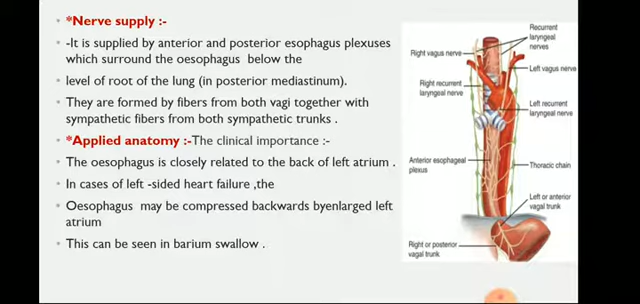 *Nerve supply :-
-It is supplied by anterior and posterior esophagus plexuses
which surround the oesophagus below the
level of root of the lung (in posterior mediastinum).
They are formed by fibers from both vagi together with
sympathetic fibers from both sympathetic trunks .
*Applied anatomy :-The clinical importance :-
The oesophagus is closely related to the back of left atrium .
In cases of left -sided heart failure ,the
Oesophagus may be compressed backwards byenlarged left
atrium
This can be seen in barium swallow .
Recurrent
laryngeal
nerves
Right vagus nerve
Left vagus nerve
Right recurrent
laryngeal nerve
Left recurrent
laryngeal nerve
Anterior esophageal
plexus
Thoracic chain
Left or anterior
vagal trunk
Right or posterior
vagal trunk